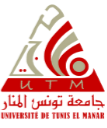 UTM
جامعة تونس المنار
UNIVERSITÉ DE TUNIS EL MANAR